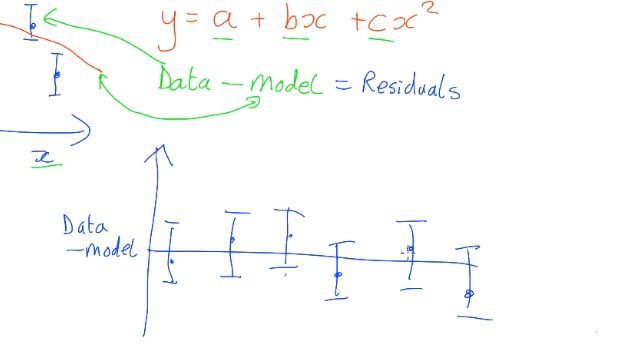 y = a + bx + cx²
Data - model = Residuals
x
Data
- model